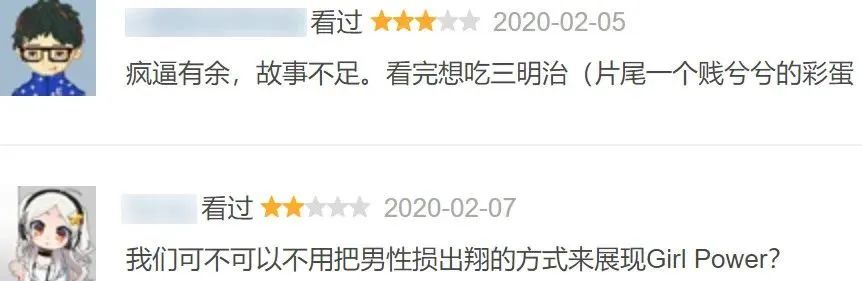 看过 2020-02-05
疯逼有余，故事不足。看完想吃三明治（片尾一个贱兮兮的彩蛋
看过 2020-02-07
我们可不可以不用把男性损出翔的方式来展现Girl Power？